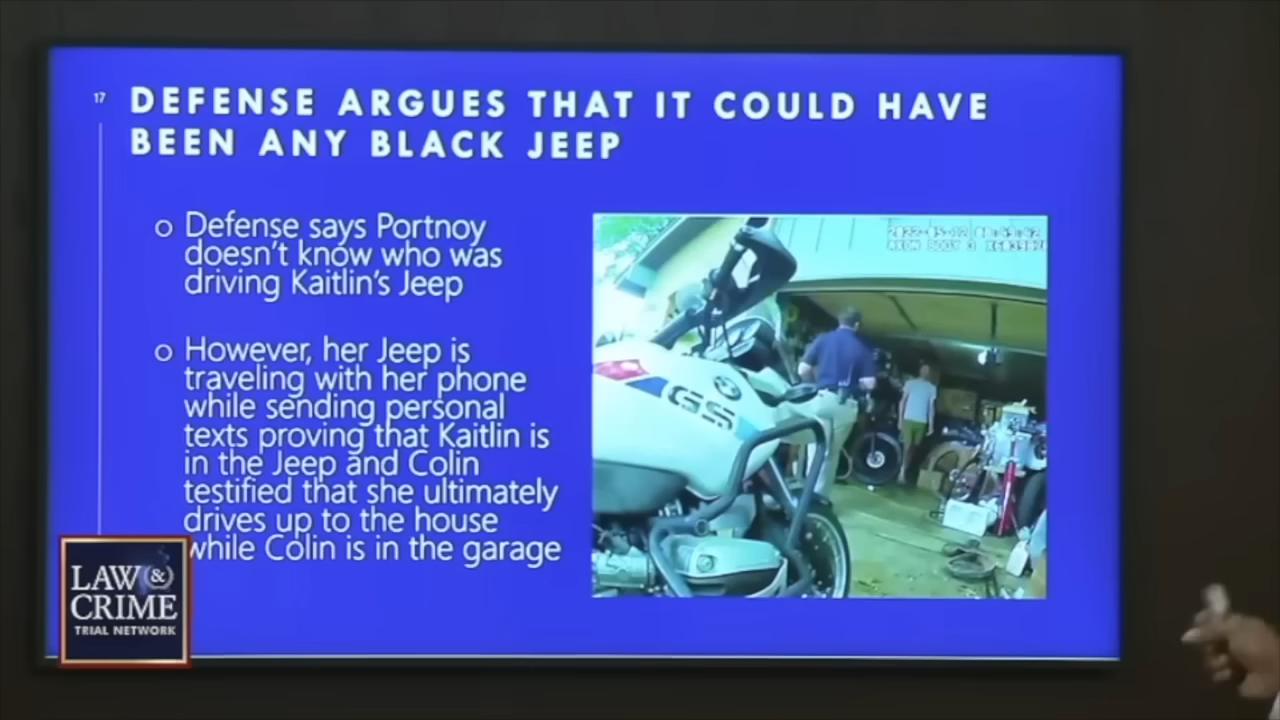 17
DEFENSE ARGUES THAT IT COULD HAVE
BEEN ANY BLACK JEEP
○ Defense says Portnoy
doesn't know who was
driving Kaitlin's Jeep
○ However, her Jeep is
traveling with her phone
while sending personal
texts proving that Kaitlin is
in the Jeep and Colin
testified that she ultimately
drives up to the house
while Colin is in the garage
GS
LAW &
CRIME
TRIAL NETWORK